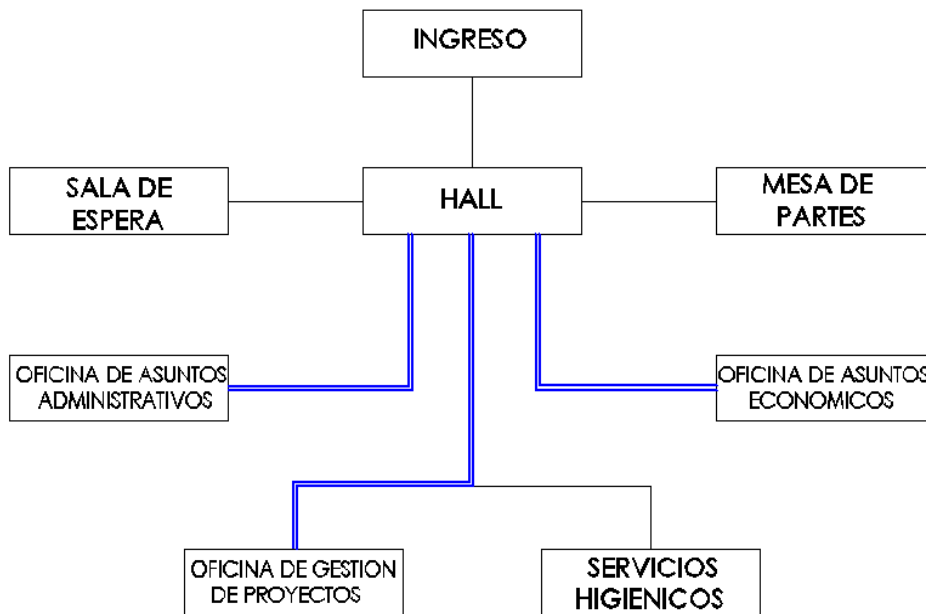 INGRESO
SALA DE
ESPERA
HALL
MESA DE
PARTES
OFICINA DE ASUNTOS
ADMINISTRATIVOS
OFICINA DE ASUNTOS
ECONOMICOS
OFICINA DE GESTION
DE PROYECTOS
SERVICIOS
HIGIENICOS